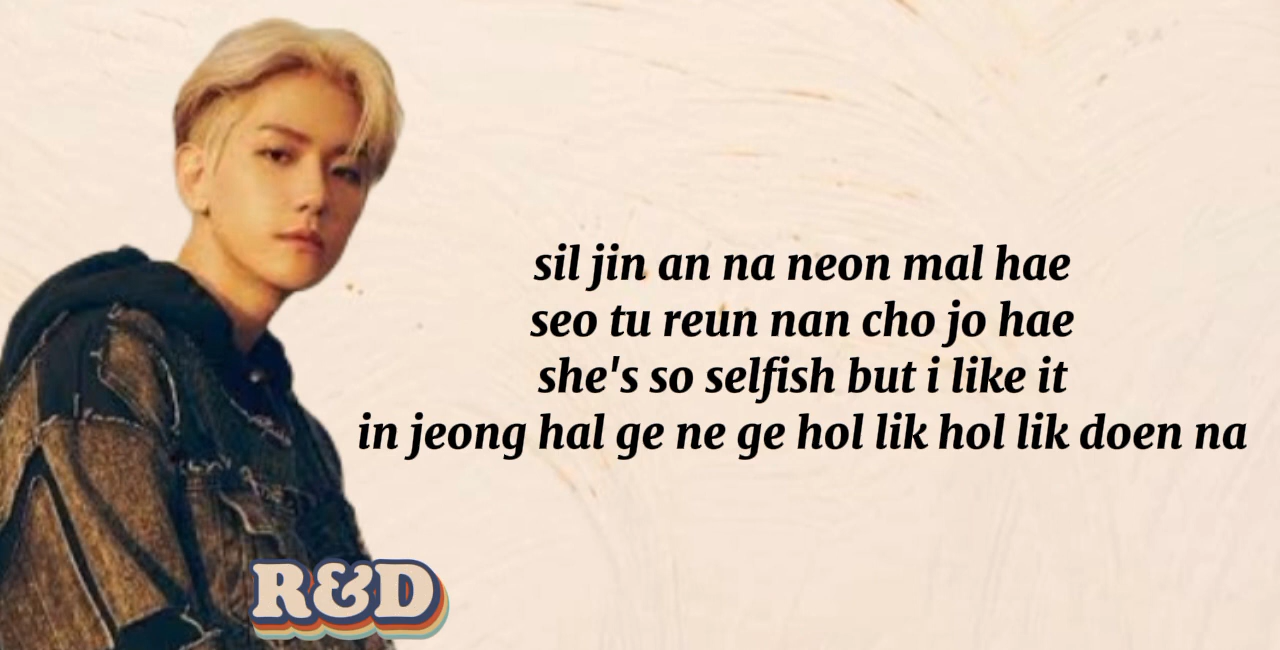 sil jin an na neon mal hae
seo tu reun nan cho jo hae
she's so selfish but i like it
in jeong hal ge ne ge hol lik hol lik doen na
R&D